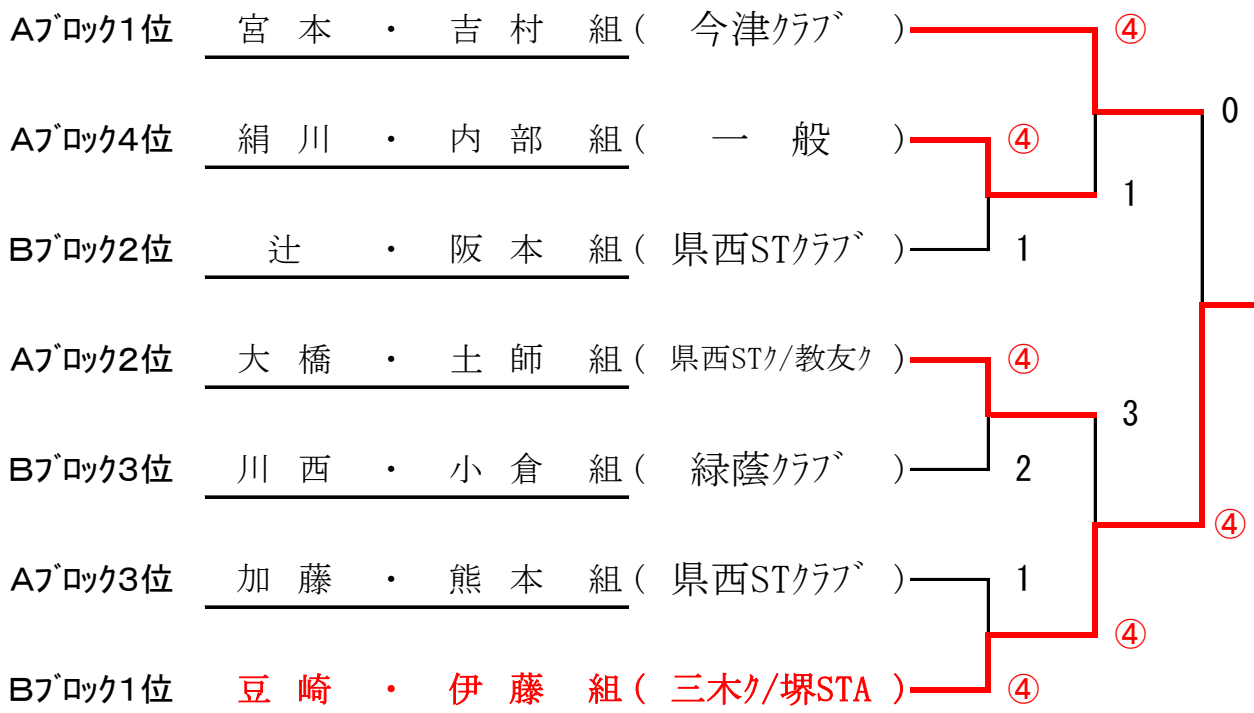 Aﾌﾞﾛｯｸ1位 宮本・吉村 組 ( 今津ｸﾗﾌﾞ ) ④
0
Aﾌﾞﾛｯｸ4位 絹川・内部 組 ( 一般 ) ④
1
Bﾌﾞﾛｯｸ2位 辻・阪本 組 ( 県西STｸﾗﾌﾞ ) 1
Aﾌﾞﾛｯｸ2位 大橋・土師 組 ( 県西STｸ/教友ｸ ) ④
3
Bﾌﾞﾛｯｸ3位 川西・小倉 組 ( 緑蔭ｸﾗﾌﾞ ) 2
④
Aﾌﾞﾛｯｸ3位 加藤・熊本 組 ( 県西STｸﾗﾌﾞ ) 1
④
Bﾌﾞﾛｯｸ1位 豆崎・伊藤 組 ( 三木ｸ/堺STA ) ④